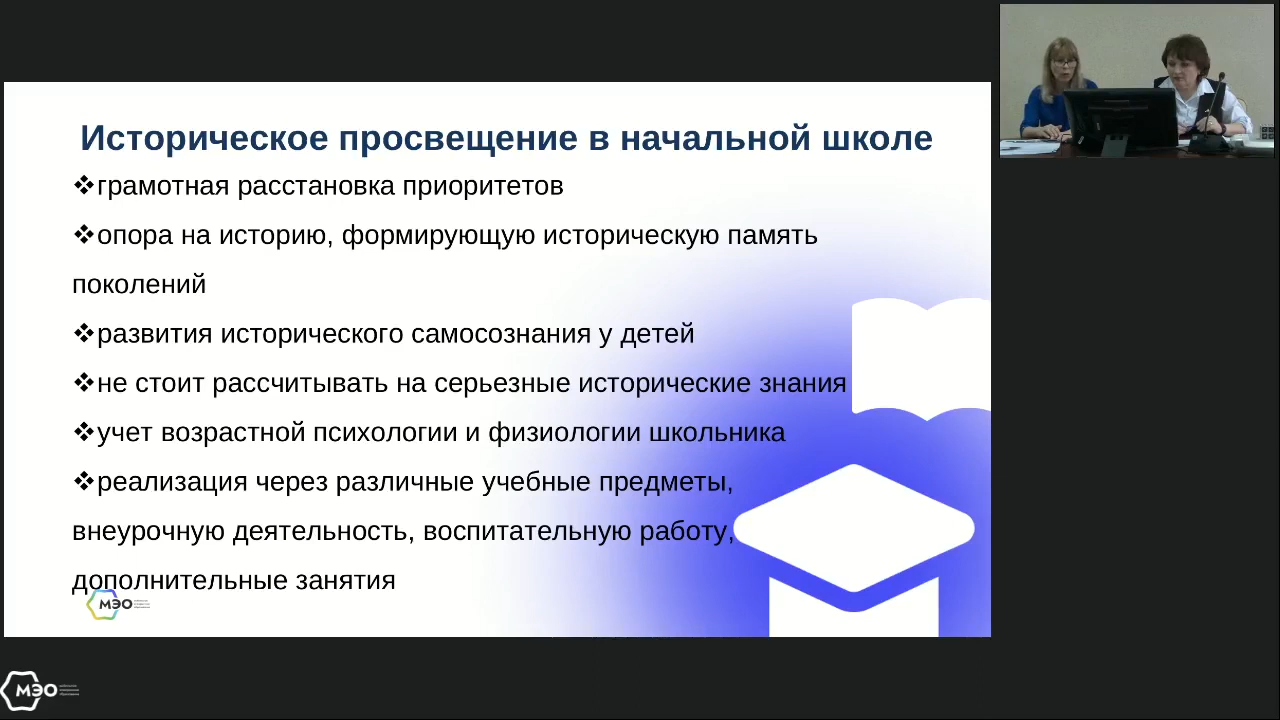 Историческое просвещение в начальной школе
❖грамотная расстановка приоритетов
❖опора на историю, формирующую историческую память
поколений
❖развития исторического самосознания у детей
❖не стоит рассчитывать на серьезные исторические знания
❖учет возрастной психологии и физиологии школьника
❖реализация через различные учебные предметы,
внеурочную деятельность, воспитательную работу,
дополнительные занятия
МЭО
МЭО